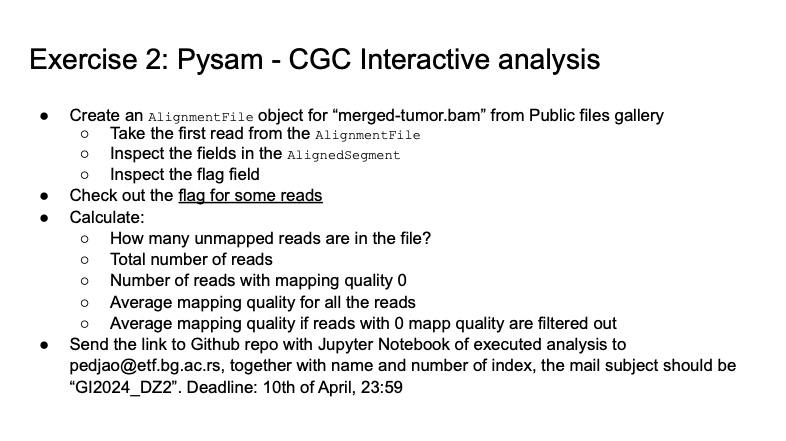 Exercise 2: Pysam - CGC Interactive analysis
● Create an AlignmentFile object for “merged-tumor.bam” from Public files gallery
○ Take the first read from the AlignmentFile
○ Inspect the fields in the AlignedSegment
○ Inspect the flag field
● Check out the flag for some reads
● Calculate:
○ How many unmapped reads are in the file?
○ Total number of reads
○ Number of reads with mapping quality 0
○ Average mapping quality for all the reads
○ Average mapping quality if reads with 0 mapp quality are filtered out
● Send the link to Github repo with Jupyter Notebook of executed analysis to
pedjao@etf.bg.ac.rs, together with name and number of index, the mail subject should be
“GI2024_DZ2”. Deadline: 10th of April, 23:59